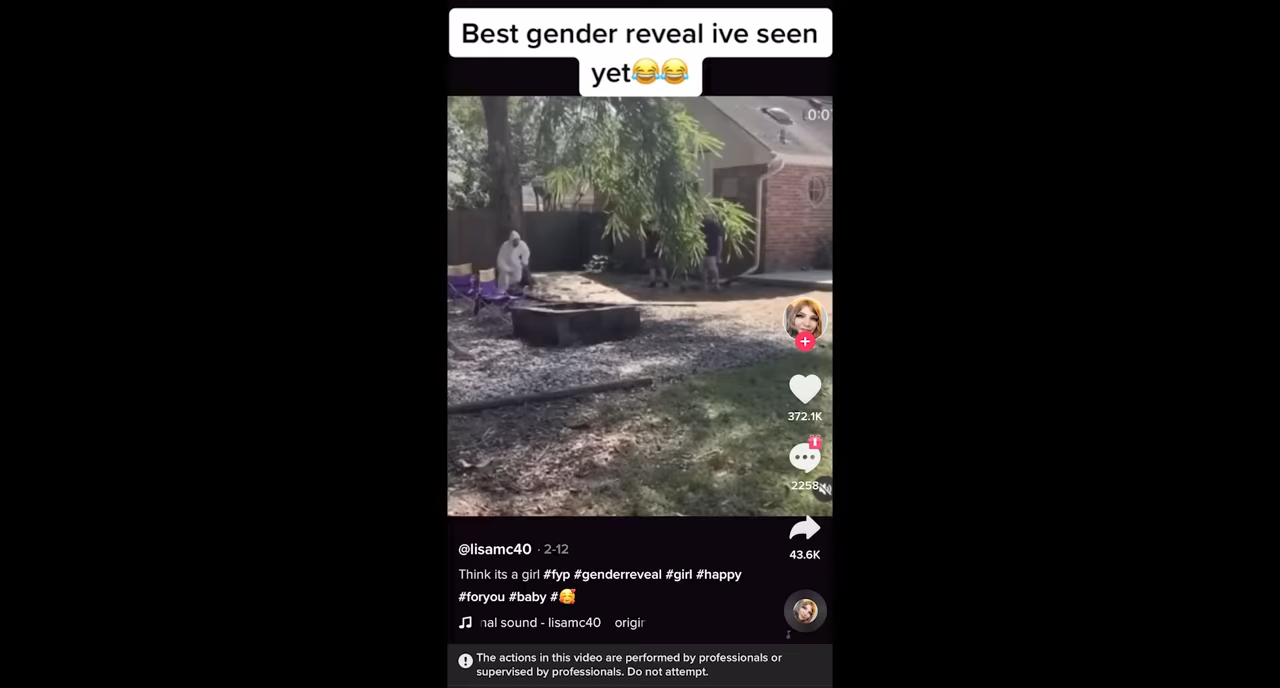 Best gender reveal ive seen
yet😂😂
0:0
372.1K
2258
43.6K
@lisamc40 · 2-12
Think its a girl #fyp #genderreveal #girl #happy
#foryou #baby #🥰
nal sound - lisamc40 origin
The actions in this video are performed by professionals or
supervised by professionals. Do not attempt.